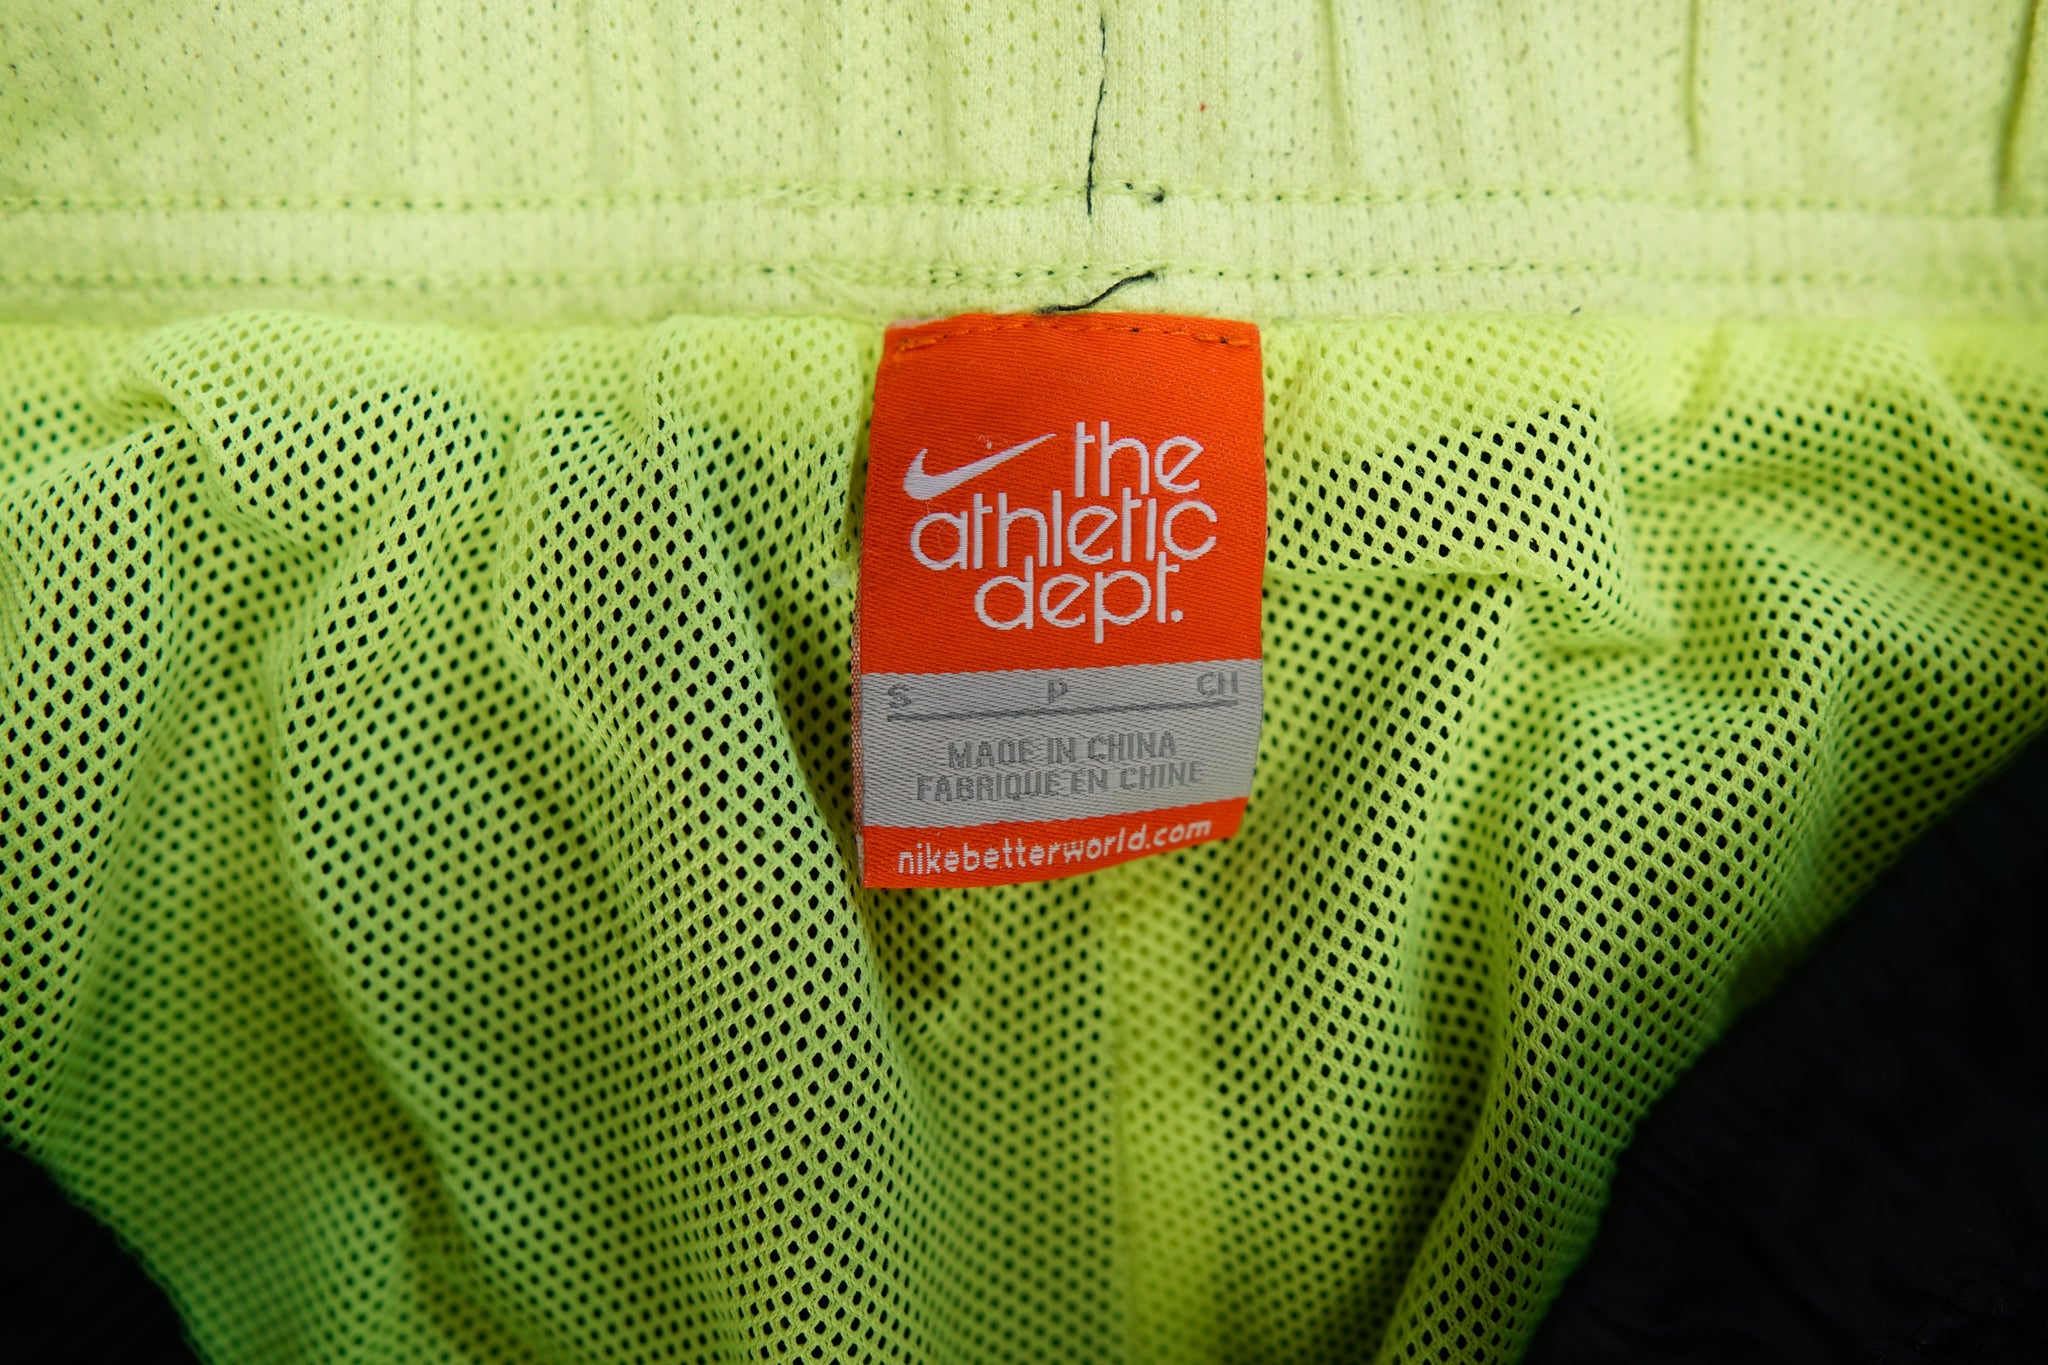 the
athletic
dept.
S P CH
MADE IN CHINA
FABRIQUE EN CHINE
nikebetterworld.com